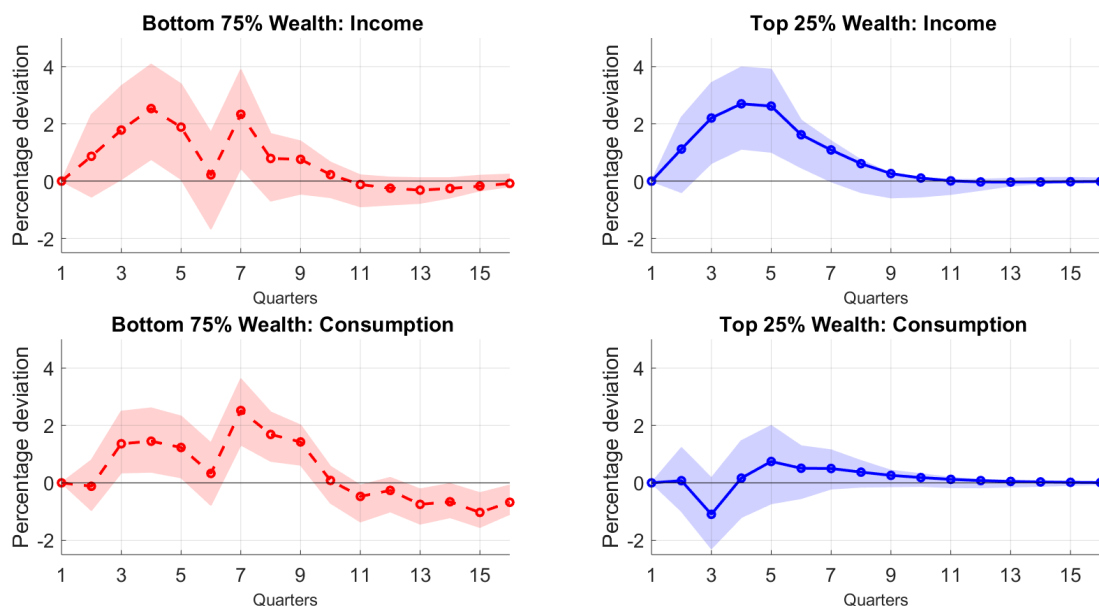 Bottom 75% Wealth: Income
Percentage deviation
4
2
0
-2
1 3 5 7 9 11 13 15
Quarters
Top 25% Wealth: Income
Percentage deviation
4
2
0
-2
1 3 5 7 9 11 13 15
Quarters
Bottom 75% Wealth: Consumption
Percentage deviation
4
2
0
-2
1 3 5 7 9 11 13 15
Quarters
Top 25% Wealth: Consumption
Percentage deviation
4
2
0
-2
1 3 5 7 9 11 13 15
Quarters